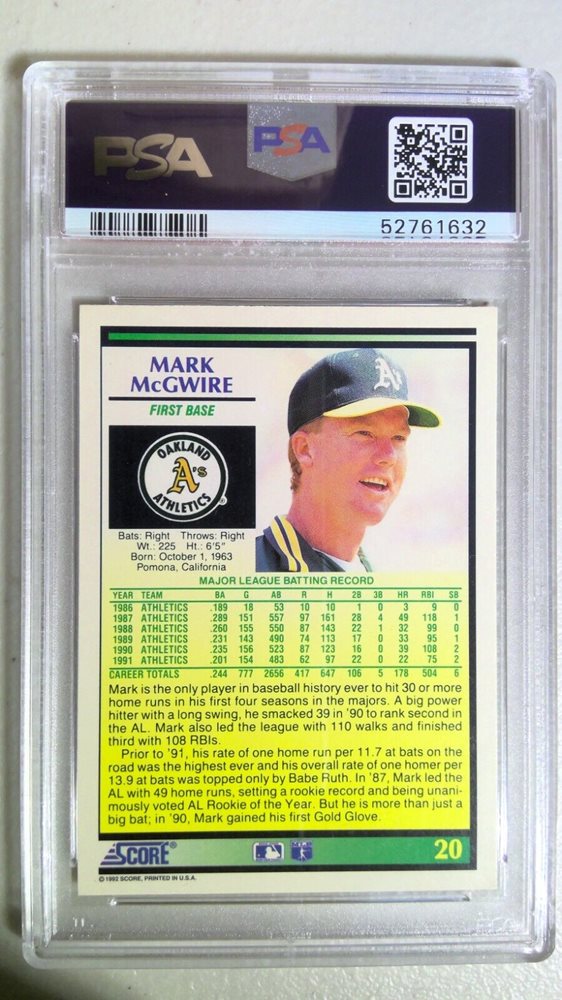 PSA
PSA
52761632
MARK
McGWIRE
FIRST BASE
A's
OAKLAND
A's
ATHLETICS
Bats: Right Throws: Right
Wt.: 225 Ht.: 6'5"
Born: October 1, 1963
Pomona, California
MAJOR LEAGUE BATTING RECORD
YEAR TEAM BA G AB R H 2B 3B HR RBI SB
1986 ATHLETICS .189 18 53 10 10 1 0 3 9 0
1987 ATHLETICS .289 151 557 97 161 28 4 49 118 1
1988 ATHLETICS .260 155 550 87 143 22 1 32 99 0
1989 ATHLETICS .231 143 490 74 113 17 0 33 95 1
1990 ATHLETICS .235 156 523 87 123 16 0 39 108 2
1991 ATHLETICS .201 154 483 62 97 22 0 22 75 2
CAREER TOTALS .244 777 2656 417 647 106 5 178 504 6
Mark is the only player in baseball history ever to hit 30 or more
home runs in his first four seasons in the majors. A big power
hitter with a long swing, he smacked 39 in '90 to rank second in
the AL. Mark also led the league with 110 walks and finished
third with 108 RBIs.
Prior to '91, his rate of one home run per 11.7 at bats on the
road was the highest ever and his overall rate of one homer per
13.9 at bats was topped only by Babe Ruth. In '87, Mark led the
AL with 49 home runs, setting a rookie record and being unani-
mously voted AL Rookie of the Year. But he is more than just a
big bat; in '90, Mark gained his first Gold Glove.
SCORE® 20
© 1992 SCORE, PRINTED IN U.S.A.